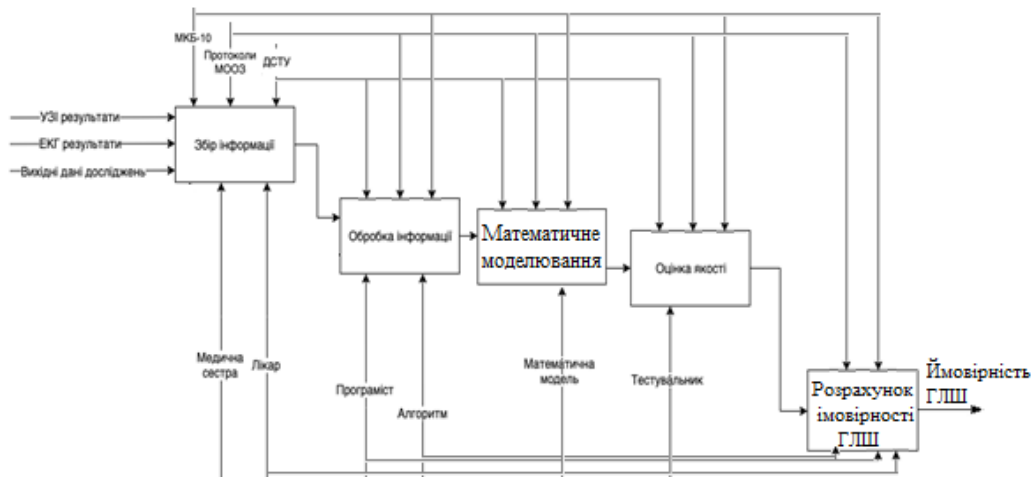 МКБ-10
Протоколи
МООЗ
ДСТУ
УЗІ результати
ЕКГ результати
Вихідні дані досліджень
Збір інформації
Обробка інформації
Математичне
моделювання
Оцінка якості
Медична
сестра
Лікар
Програміст
Алгоритм
Математична
модель
Тестувальник
Розрахунок
імовірності
ГЛШ
Ймовірність
ГЛШ